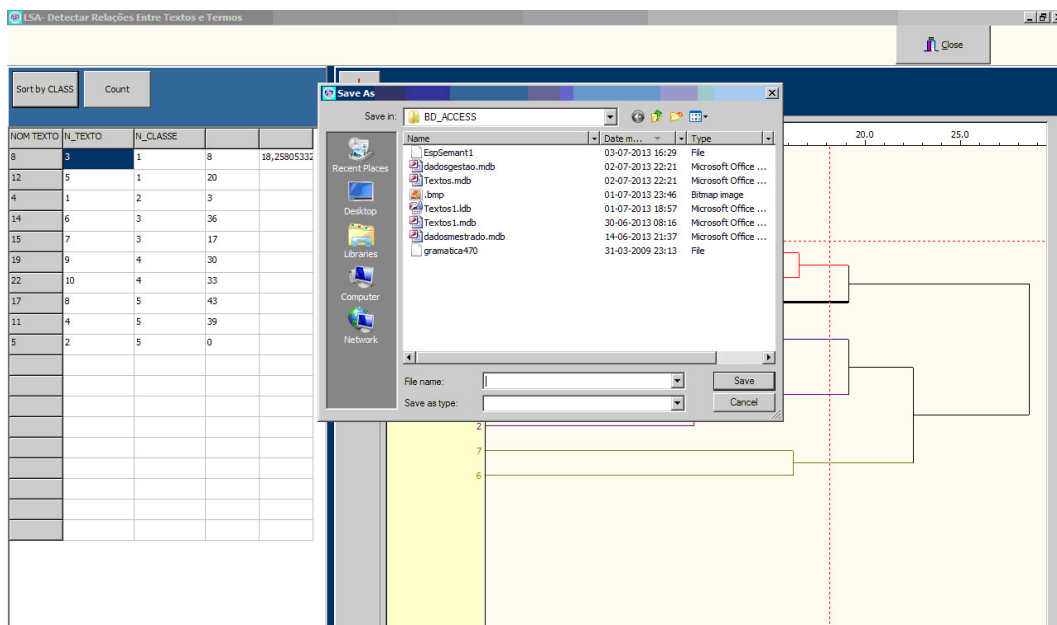 LSA- Detectar Relações Entre Textos e Termos
Close
Sort by CLASS Count
NOM TEXTO N_TEXTO N_CLASSE
8 3 1 8 18,25805332
12 5 1 20
4 1 2 3
14 6 3 36
15 7 3 17
19 9 4 30
22 10 4 33
17 8 5 43
11 4 5 39
5 2 5 0
Save As
Save in: BD_ACCESS
Recent Places
Desktop
Libraries
Computer
Network
Name Date m... Type
EspSemant1 03-07-2013 16:29 File
dadosgestao.mdb 02-07-2013 22:21 Microsoft Office ...
Textos.mdb 02-07-2013 22:21 Microsoft Office ...
.bmp 01-07-2013 23:46 Bitmap image
Textos1.ldb 01-07-2013 18:57 Microsoft Office ...
Textos1.mdb 30-06-2013 08:16 Microsoft Office ...
dadosmestrado.mdb 14-06-2013 21:37 Microsoft Office ...
gramatica470 31-03-2009 23:13 File
File name: Save
Save as type: Cancel
20.0 25.0
2
7
6